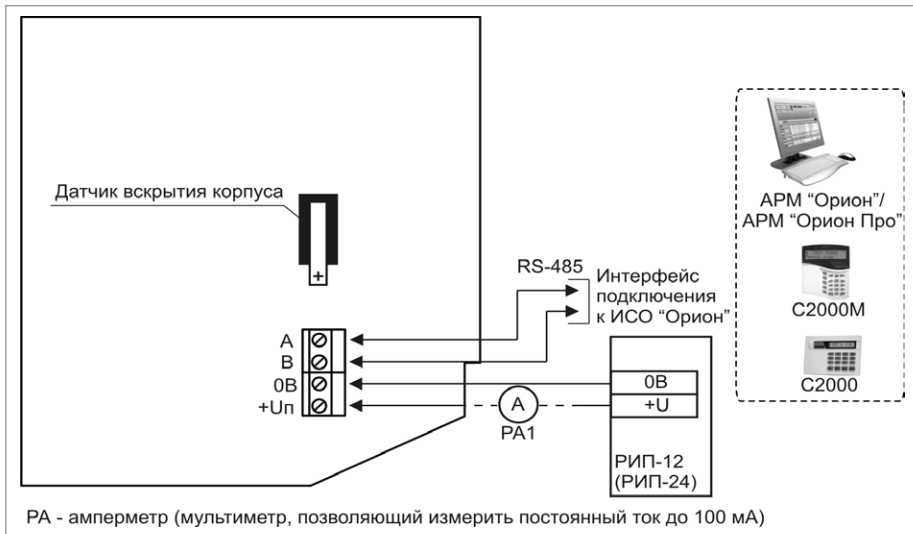 Датчик вскрытия корпуса
+
A
B
0В
+Uп
RS-485
Интерфейс
подключения
к ИСО “Орион”
A
PA1
0В
+U
РИП-12
(РИП-24)
АРМ “Орион”/
АРМ “Орион Про”
С2000М
С2000
РА - амперметр (мультиметр, позволяющий измерить постоянный ток до 100 мА)